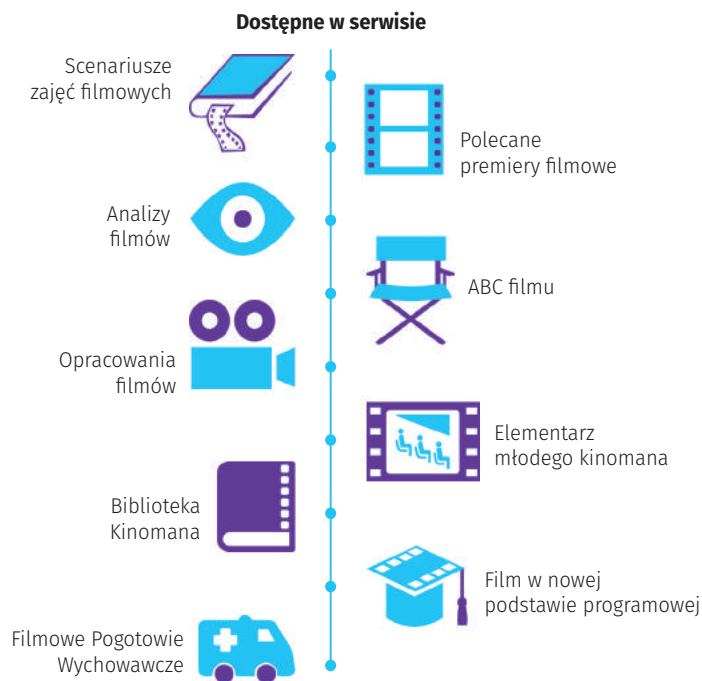 Dostępne w serwisie
Scenariusze
zajęć filmowych
Polecane
premiery filmowe
Analizy
filmów
ABC filmu
Opracowania
filmów
Elementarz
młodego kinomana
Biblioteka
Kinomana
Film w nowej
podstawie programowej
Filmowe Pogotowie
Wychowawcze